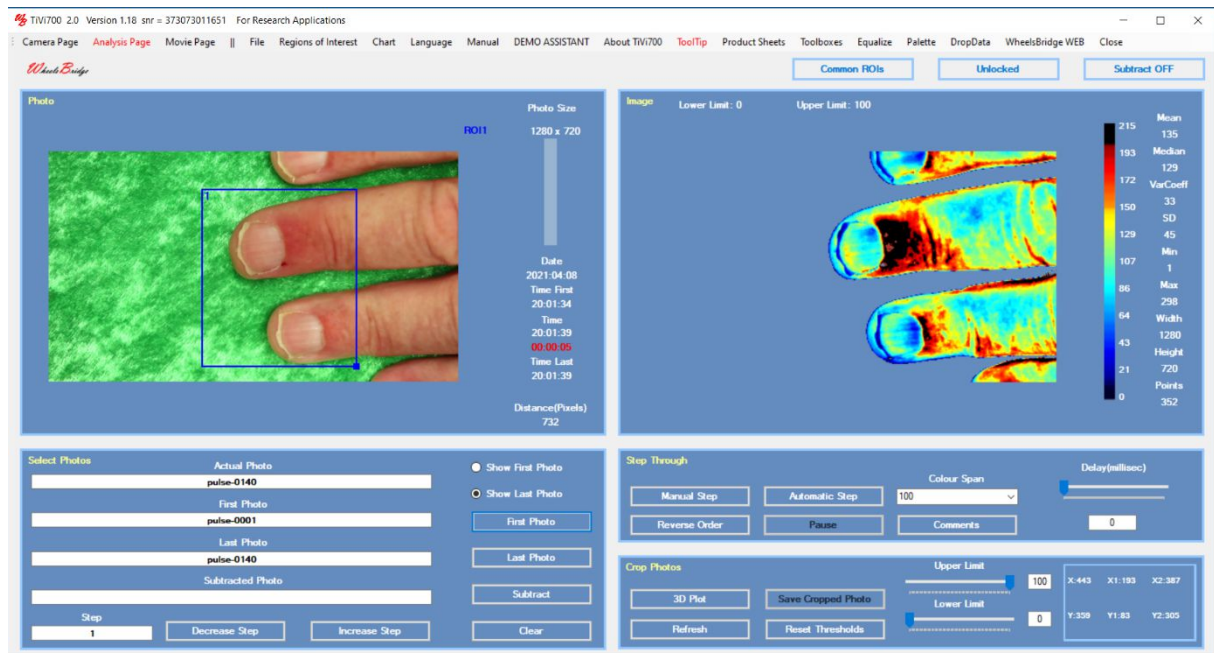 TiVi700 2.0 Version 1.18 snr = 373073011651 For Research Applications
Camera Page Analysis Page Movie Page || File Regions of Interest Chart Language Manual DEMO ASSISTANT About TiVi700 ToolTip Product Sheets Toolboxes Equalize Palette DropData WheelsBridge WEB Close
WheelsBridge
Common ROIs Unlocked Subtract OFF
Photo
Photo Size
ROI1 1280 x 720
1
Date
2021:04:08
Time First
20:01:34
Time
20:01:39
00:00:05
Time Last
20:01:39
Distance(Pixels)
732
Image Lower Limit: 0 Upper Limit: 100
215
193
172
150
129
107
86
64
43
21
0
Mean
135
Median
129
VarCoeff
33
SD
45
Min
1
Max
298
Width
1280
Height
720
Points
352
Select Photos
Actual Photo
pulse-0140
First Photo
pulse-0001
Last Photo
pulse-0140
Subtracted Photo
Step
1
Decrease Step Increase Step
Show First Photo
Show Last Photo
First Photo
Last Photo
Subtract
Clear
Step Through
Colour Span
Delay(millisec)
Manual Step Automatic Step 100
Reverse Order Pause Comments 0
Crop Photos
Upper Limit
100
3D Plot Save Cropped Photo
Lower Limit
0
Refresh Reset Thresholds
X:443 X1:193 X2:387
Y:359 Y1:83 Y2:305